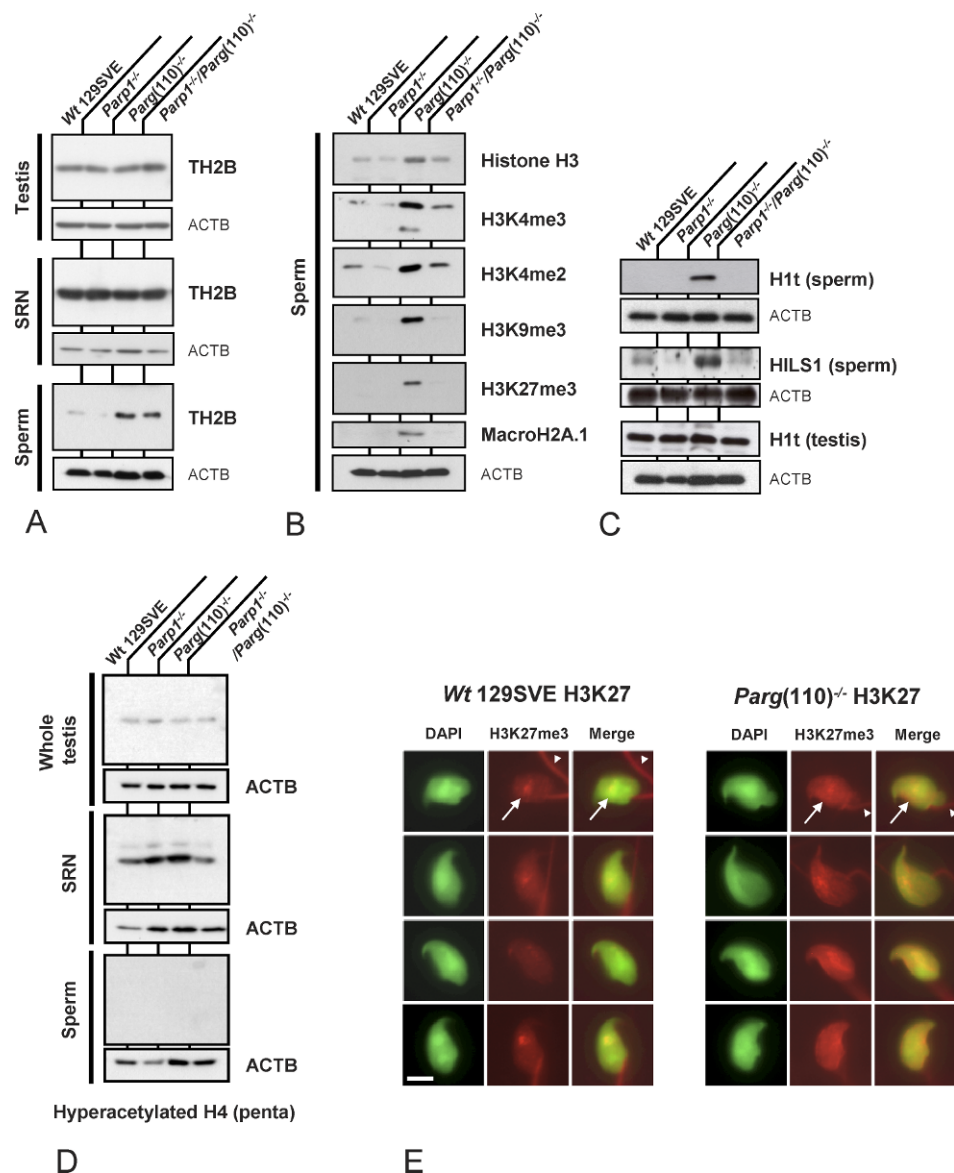 Wt 129SVE
Parp1-/-
Parg(110)-/-
Parp1-/-/Parg(110)-/-
Testis
TH2B
ACTB
SRN
TH2B
ACTB
Sperm
TH2B
ACTB
A
Wt 129SVE
Parp1-/-
Parg(110)-/-
Parp1-/-/Parg(110)-/-
Sperm
Histone H3
H3K4me3
H3K4me2
H3K9me3
H3K27me3
MacroH2A.1
ACTB
B
Wt 129SVE
Parp1-/-
Parg(110)-/-
Parp1-/-/Parg(110)-/-
H1t (sperm)
ACTB
HILS1 (sperm)
ACTB
H1t (testis)
ACTB
C
Wt 129SVE
Parp1-/-
Parg(110)-/-
Parp1-/-
/Parg(110)-/-
Whole
testis
ACTB
SRN
ACTB
Sperm
ACTB
Hyperacetylated H4 (penta)
D
Wt 129SVE H3K27
DAPI H3K27me3 Merge
Parg(110)-/- H3K27
DAPI H3K27me3 Merge
E